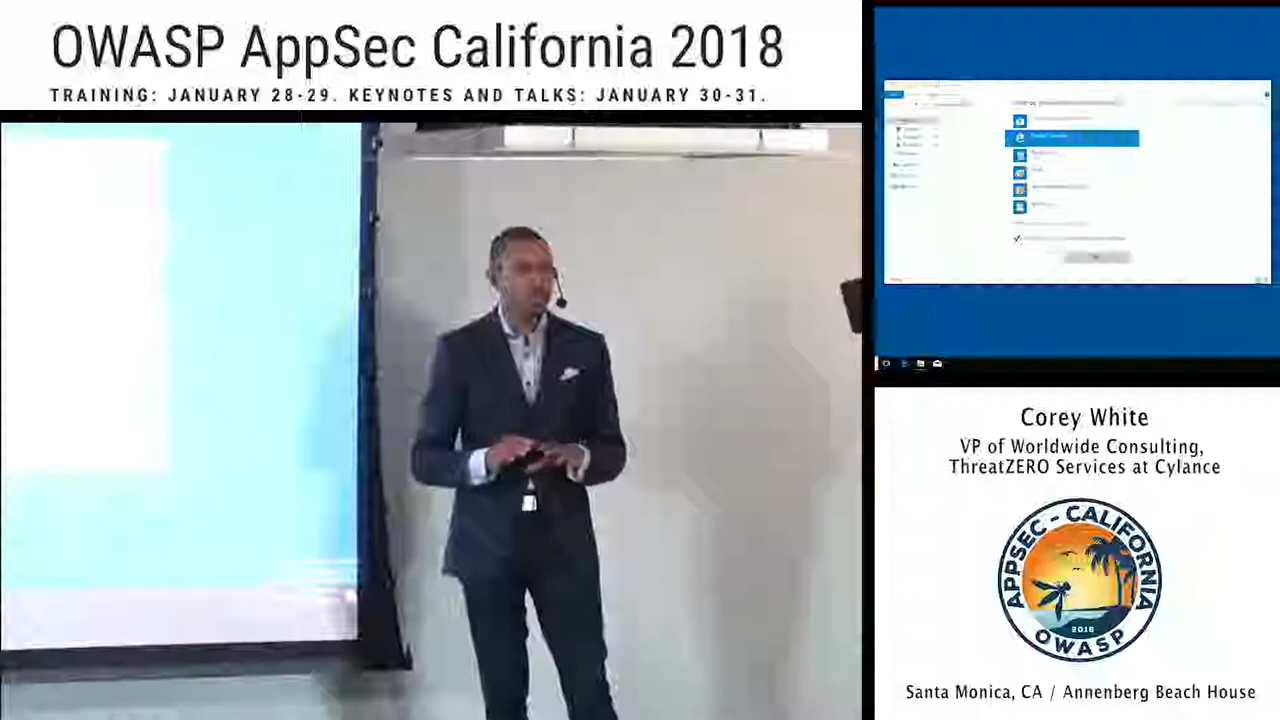 OWASP AppSec California 2018
TRAINING: JANUARY 28-29. KEYNOTES AND TALKS: JANUARY 30-31.
Corey White
VP of Worldwide Consulting,
ThreatZERO Services at Cylance
APPSEC - CALIFORNIA
2018
OWASP
Santa Monica, CA / Annenberg Beach House